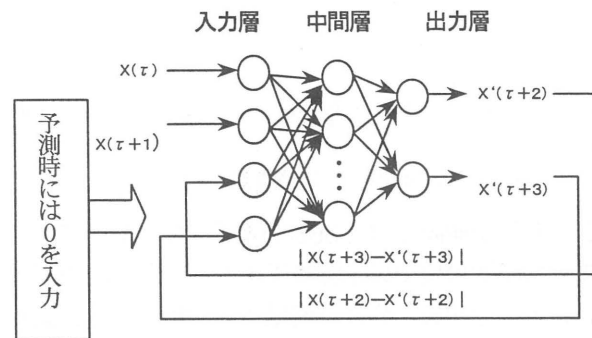 入力層 中間層 出力層
X(τ)
X(τ+1)
X‘(τ+2)
X‘(τ+3)
予測時には0を入力
|X(τ+3)−X‘(τ+3)|
|X(τ+2)−X‘(τ+2)|